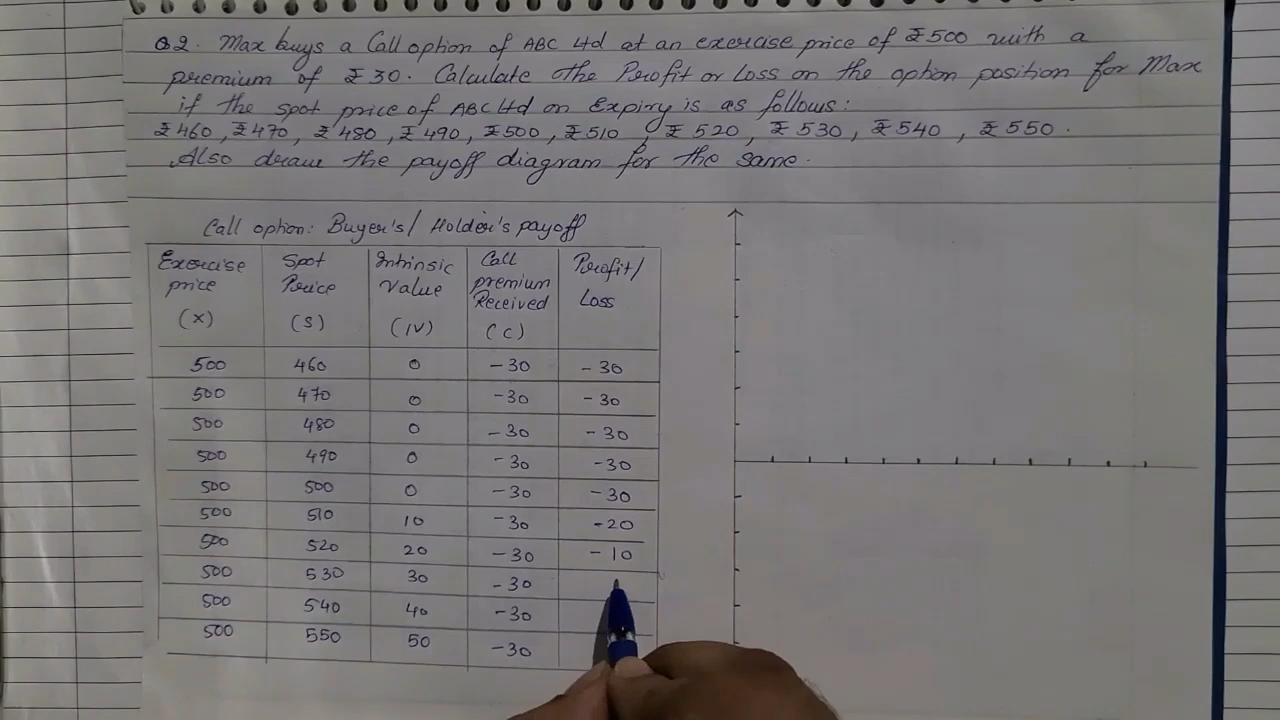 Q2. Max buys a Call option of ABC Ltd at an exercise price of ₹500 with a
premium of ₹30. Calculate the Profit or Loss on the option position for Max
if the spot price of ABC Ltd on Expiry is as follows:
₹460, ₹470, ₹480, ₹490, ₹500, ₹510, ₹520, ₹530, ₹540, ₹550.
Also draw the payoff diagram for the same.
Call option: Buyer's/ Holder's payoff
Exercise price (X) Spot Price (S) Intrinsic Value (IV) Call premium Received (C) Profit/ Loss
500 460 0 -30 -30
500 470 0 -30 -30
500 480 0 -30 -30
500 490 0 -30 -30
500 500 0 -30 -30
500 510 10 -30 -20
500 520 20 -30 -10
500 530 30 -30
500 540 40 -30
500 550 50 -30